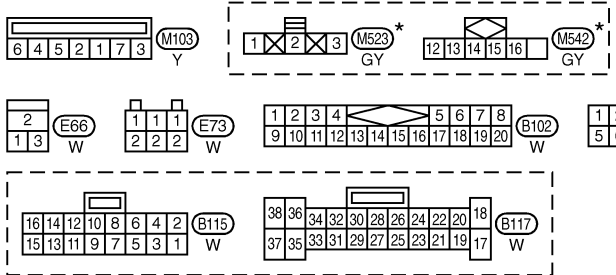 6 4 5 2 1 7 3 M103
Y
1 2 3 M523 *
GY
12 13 14 15 16 M542 *
GY
2
1 3
E66
W
1 1 1
2 2 2
E73
W
1 2 3 4 5 6 7 8
9 10 11 12 13 14 15 16 17 18 19 20
B102
W
1
5
16 14 12 10 8 6 4 2
15 13 11 9 7 5 3 1
B115
W
38 36 34 32 30 28 26 24 22 20 18
37 35 33 31 29 27 25 23 21 19 17
B117
W